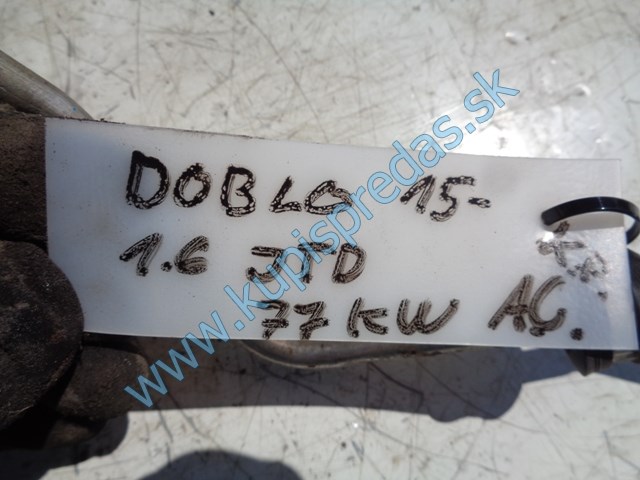 DOBLO 15-
1.6 JTD
77 KW AC.
www.kupispredas.sk